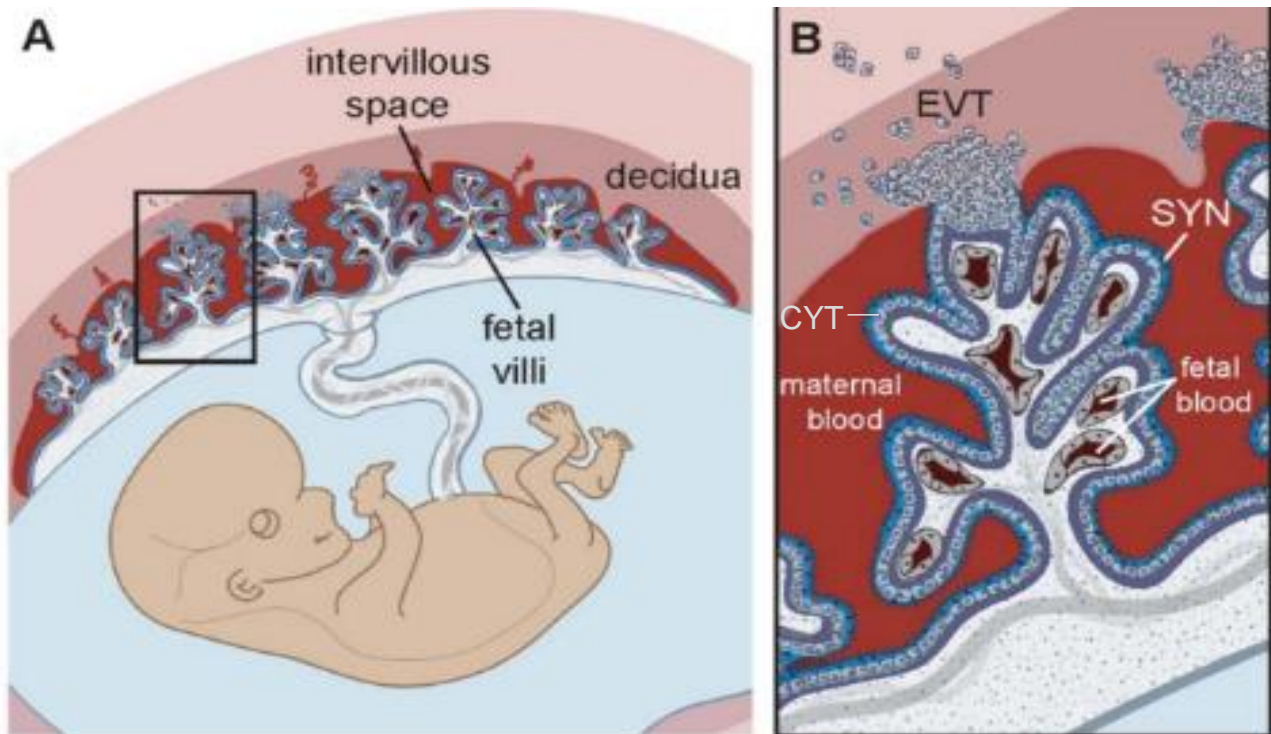 A
intervillous
space
decidua
fetal
villi
B
EVT
SYN
CYT
maternal
blood
fetal
blood